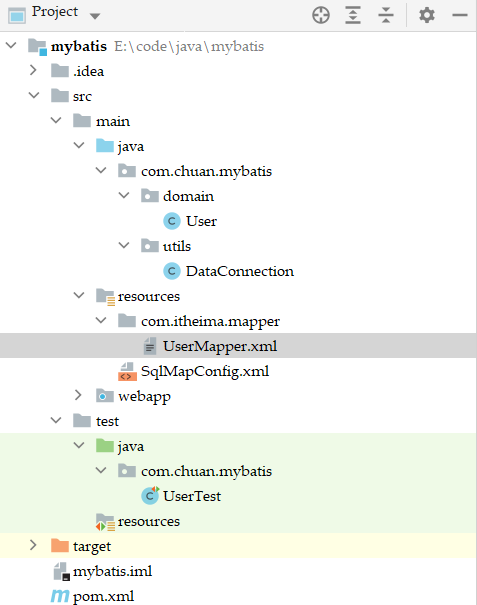 Project
mybatis E:\code\java\mybatis
.idea
src
main
java
com.chuan.mybatis
domain
User
utils
DataConnection
resources
com.itheima.mapper
UserMapper.xml
SqlMapConfig.xml
webapp
test
java
com.chuan.mybatis
UserTest
resources
target
mybatis.iml
pom.xml